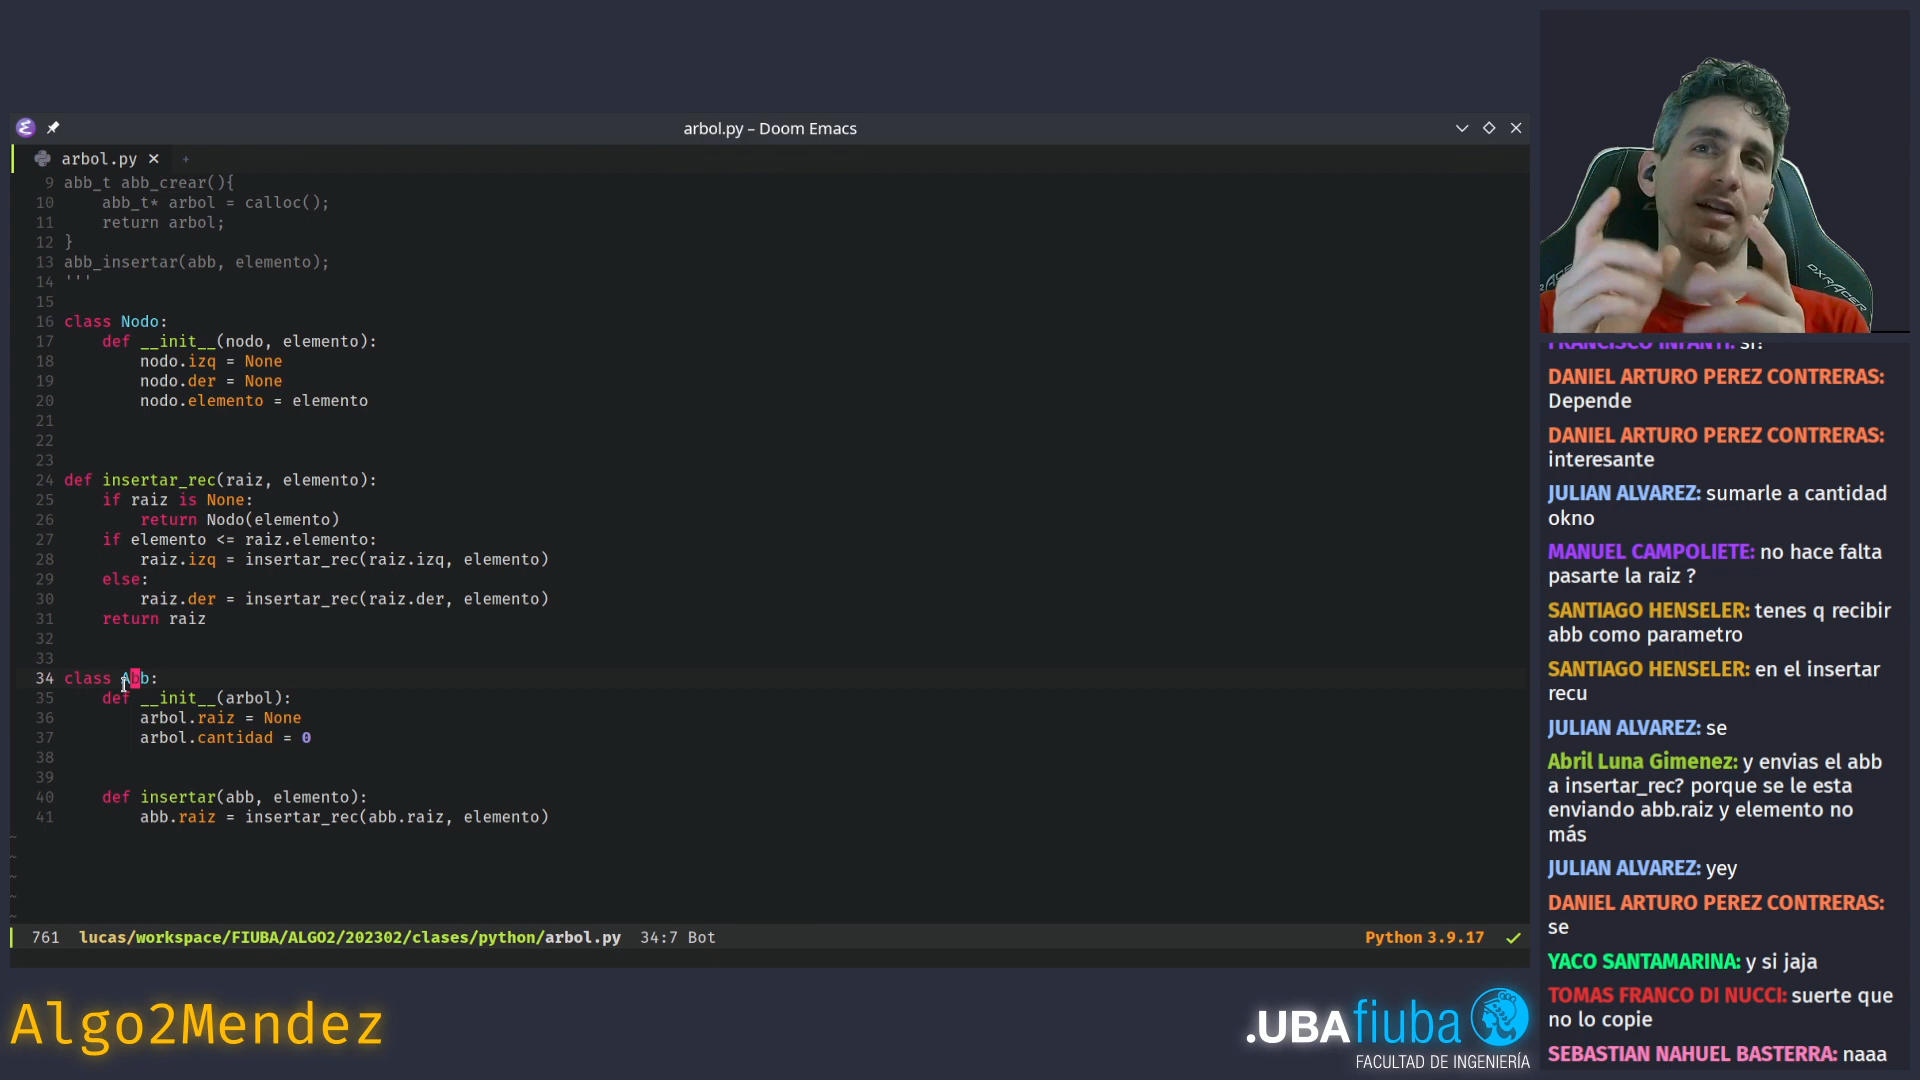 arbol.py – Doom Emacs
arbol.py
9 abb_t abb_crear(){
10     abb_t* arbol = calloc();
11     return arbol;
12 }
13 abb_insertar(abb, elemento);
14 '''
15
16 class Nodo:
17     def __init__(nodo, elemento):
18         nodo.izq = None
19         nodo.der = None
20         nodo.elemento = elemento
21
22
23
24 def insertar_rec(raiz, elemento):
25     if raiz is None:
26         return Nodo(elemento)
27     if elemento <= raiz.elemento:
28         raiz.izq = insertar_rec(raiz.izq, elemento)
29     else:
30         raiz.der = insertar_rec(raiz.der, elemento)
31     return raiz
32
33
34 class Abb:
35     def __init__(arbol):
36         arbol.raiz = None
37         arbol.cantidad = 0
38
39
40     def insertar(abb, elemento):
41         abb.raiz = insertar_rec(abb.raiz, elemento)
~
~
~
~
~
761 lucas/workspace/FIUBA/ALGO2/202302/clases/python/arbol.py 34:7 Bot
Python 3.9.17
DXRACER
FRANCISCO INFANTI: si!
DANIEL ARTURO PEREZ CONTRERAS:
Depende
DANIEL ARTURO PEREZ CONTRERAS:
interesante
JULIAN ALVAREZ: sumarle a cantidad
okno
MANUEL CAMPOLIETE: no hace falta
pasarte la raiz ?
SANTIAGO HENSELER: tenes q recibir
abb como parametro
SANTIAGO HENSELER: en el insertar
recu
JULIAN ALVAREZ: se
Abril Luna Gimenez: y envias el abb
a insertar_rec? porque se le esta
enviando abb.raiz y elemento no
más
JULIAN ALVAREZ: yey
DANIEL ARTURO PEREZ CONTRERAS:
se
YACO SANTAMARINA: y si jaja
TOMAS FRANCO DI NUCCI: suerte que
no lo copie
SEBASTIAN NAHUEL BASTERRA: naaa
Algo2Mendez
.UBAfiuba
FACULTAD DE INGENIERÍA